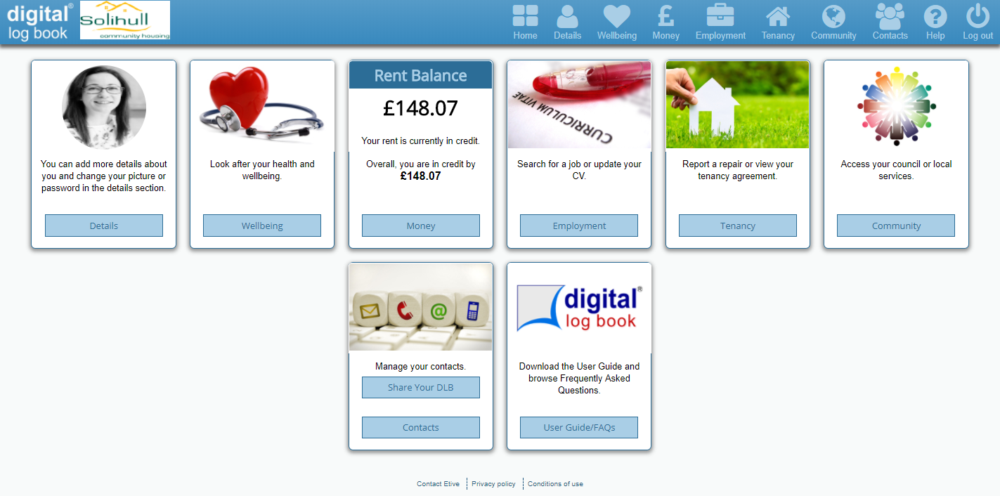 digital®
log book
Solihull
community housing
Home
Details
Wellbeing
Money
Employment
Tenancy
Community
Contacts
Help
Log out
You can add more details about
you and change your picture or
password in the details section.
Details
Look after your health and
wellbeing.
Wellbeing
Rent Balance
£148.07
Your rent is currently in credit.
Overall, you are in credit by
£148.07
Money
CURRICULUM VITAE
Search for a job or update your
CV.
Employment
Report a repair or view your
tenancy agreement.
Tenancy
Access your council or local
services.
Community
@
Manage your contacts.
Share Your DLB
Contacts
digital®
log book
Download the User Guide and
browse Frequently Asked
Questions.
User Guide/FAQs
Contact Etive
Privacy policy
Conditions of use